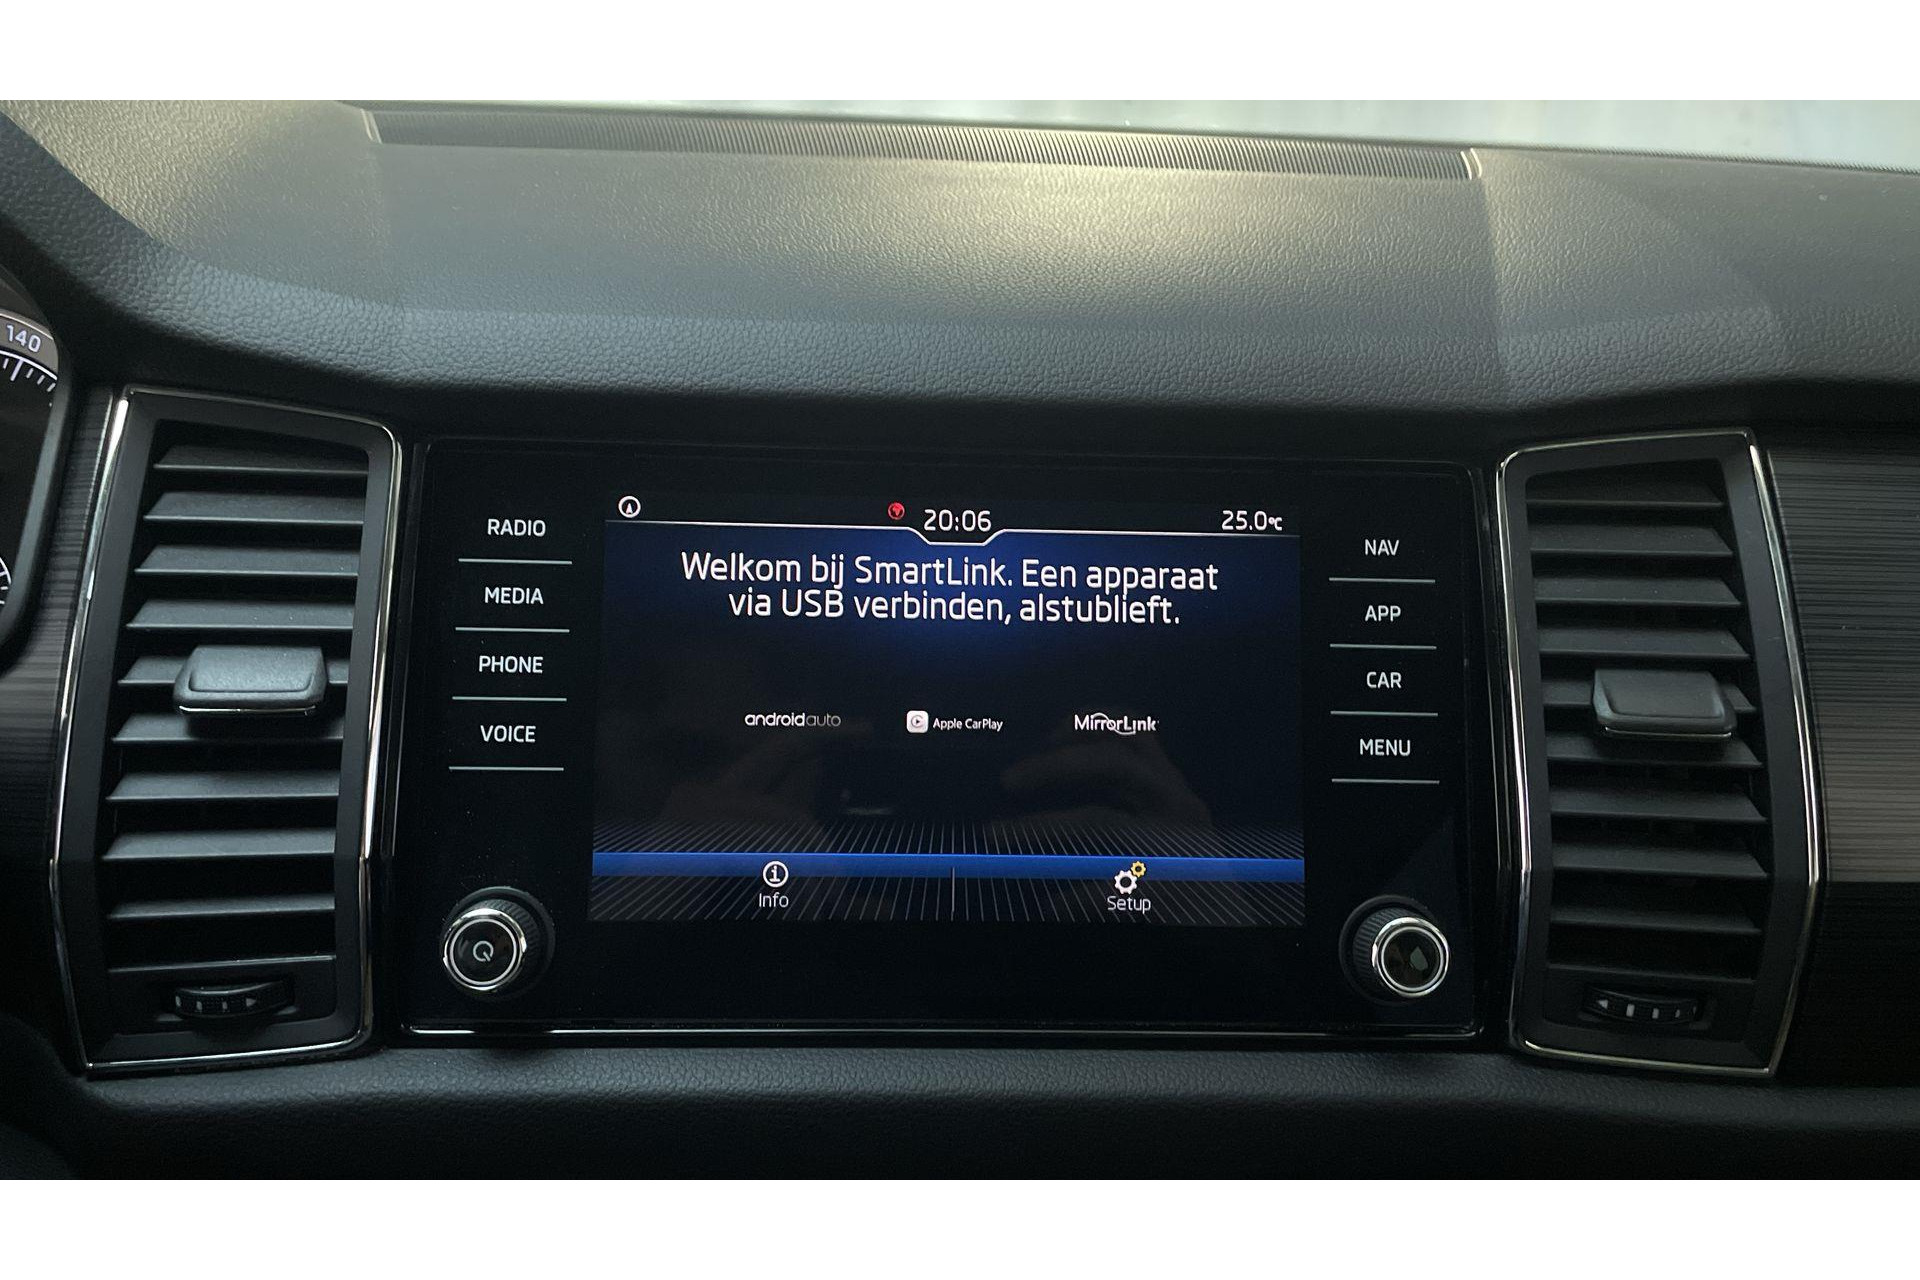 140
RADIO
MEDIA
PHONE
VOICE
20:06
25.0°C
Welkom bij SmartLink. Een apparaat
via USB verbinden, alstublieft.
androidauto
Apple CarPlay
MirrorLink
Info
Setup
NAV
APP
CAR
MENU